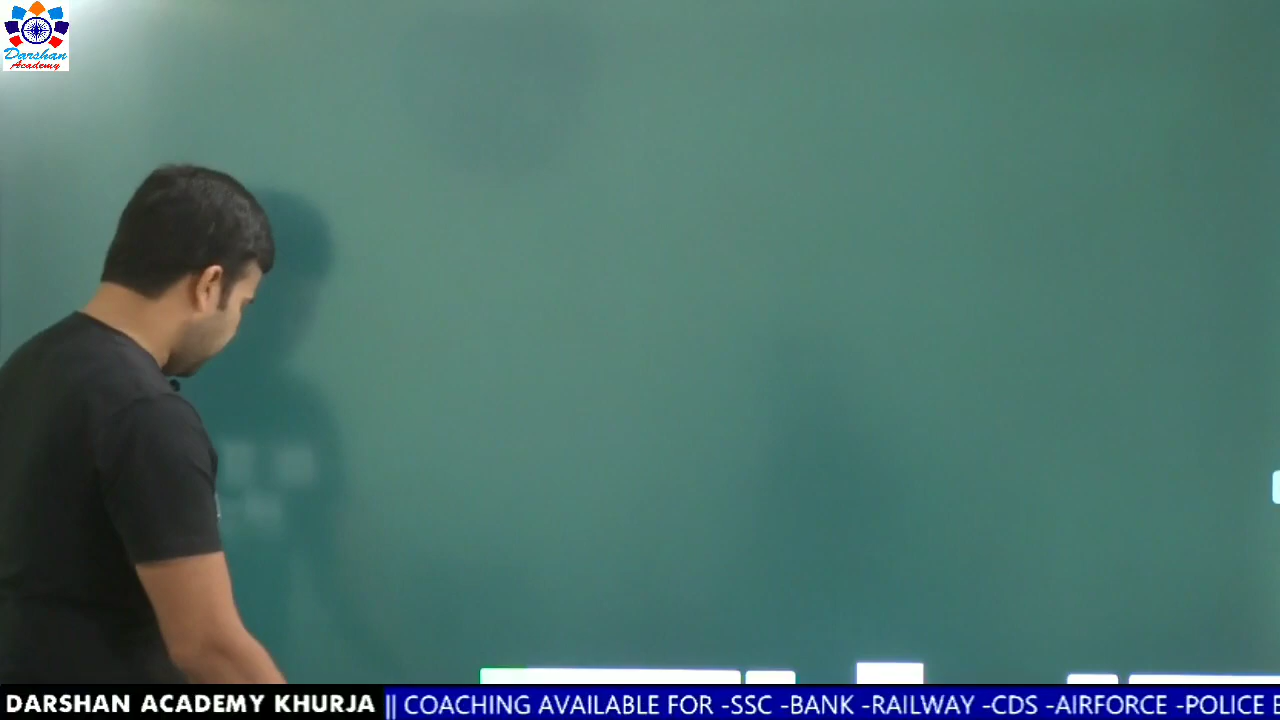 Darshan
Academy
DARSHAN ACADEMY KHURJA || COACHING AVAILABLE FOR -SSC -BANK -RAILWAY -CDS -AIRFORCE -POLICE